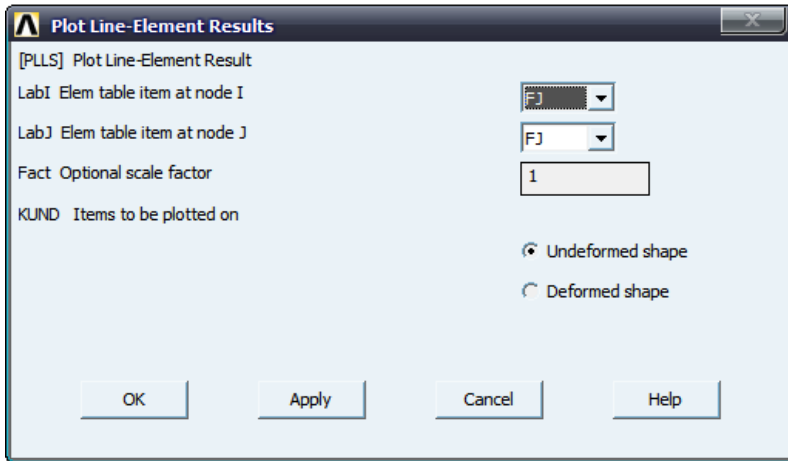 Plot Line-Element Results
[PLLS] Plot Line-Element Result
LabI Elem table item at node I
FJ
LabJ Elem table item at node J
FJ
Fact Optional scale factor
1
KUND Items to be plotted on
Undeformed shape
Deformed shape
OK Apply Cancel Help